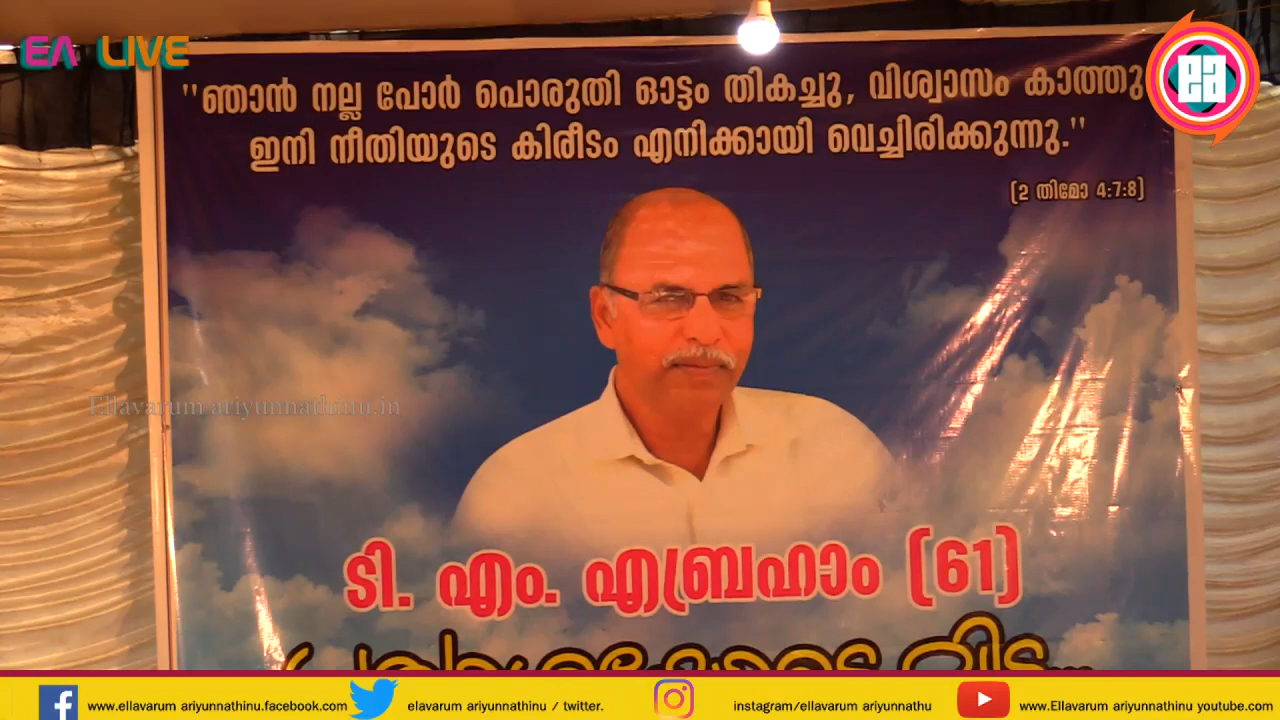 EA LIVE
ea
"ഞാൻ നല്ല പോർ പൊരുതി ഓട്ടം തികച്ചു, വിശ്വാസം കാത്തു
ഇനി നീതിയുടെ കിരീടം എനിക്കായി വെച്ചിരിക്കുന്നു."
(2 തിമോ 4:7:8)
Ellavarum ariyunnathinu.in
ടി. എം. എബ്രഹാം (61)
www.ellavarum ariyunnathinu.facebook.com
elavarum ariyunnathinu / twitter.
instagram/ellavarum ariyunnathu
www.Ellavarum ariyunnathinu youtube.com